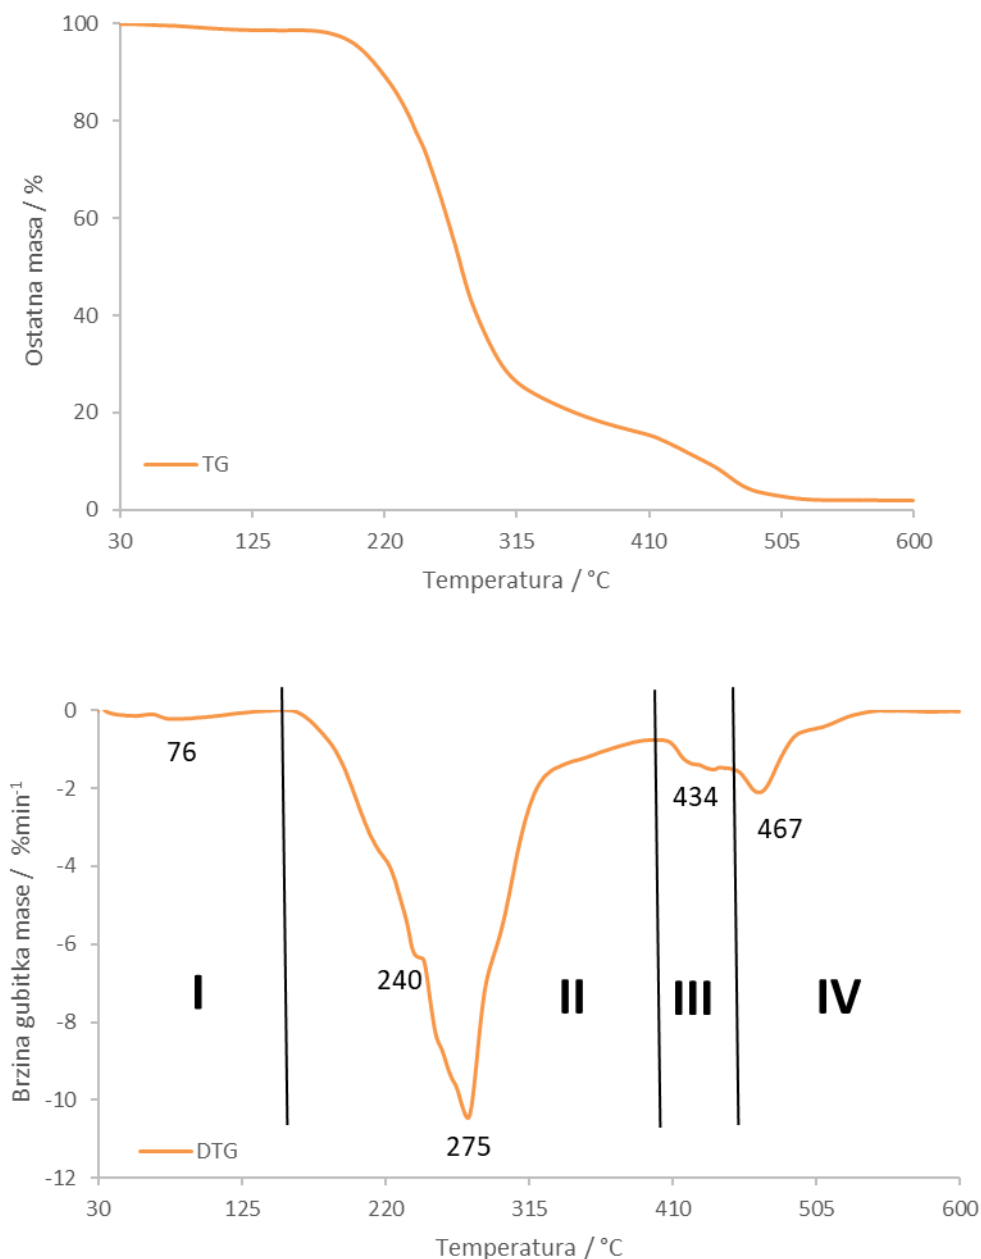 100
80
60
40
20
0
Ostatna masa / %
TG
30 125 220 315 410 505 600
Temperatura / °C
0
-2
-4
-6
-8
-10
-12
Brzina gubitka mase / %min-1
76
434
467
240
I II III IV
275
DTG
30 125 220 315 410 505 600
Temperatura / °C